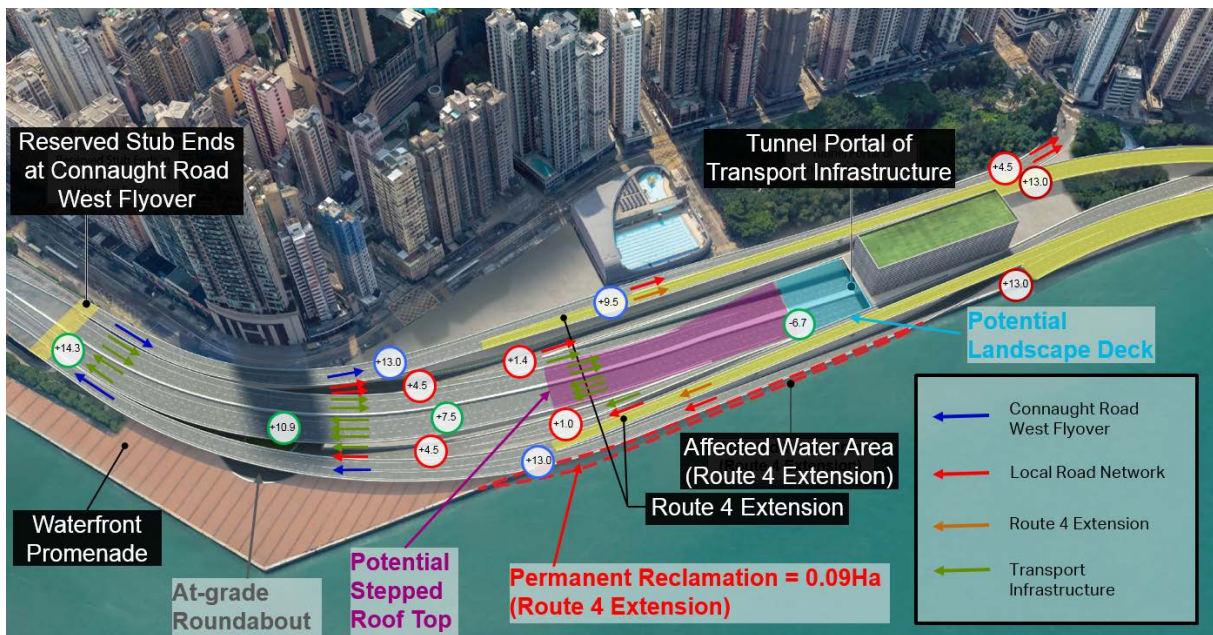 Reserved Stub Ends
at Connaught Road
West Flyover
Tunnel Portal of
Transport Infrastructure
+4.5
+13.0
+9.5
+13.0
-6.7
Potential
Landscape Deck
+14.3
+13.0
+1.4
+4.5
+7.5
+10.9
+1.0
+4.5
+13.0
Affected Water Area
(Route 4 Extension)
Route 4 Extension
Waterfront
Promenade
At-grade
Roundabout
Potential
Stepped
Roof Top
Permanent Reclamation = 0.09Ha
(Route 4 Extension)
Connaught Road
West Flyover
Local Road Network
Route 4 Extension
Transport
Infrastructure